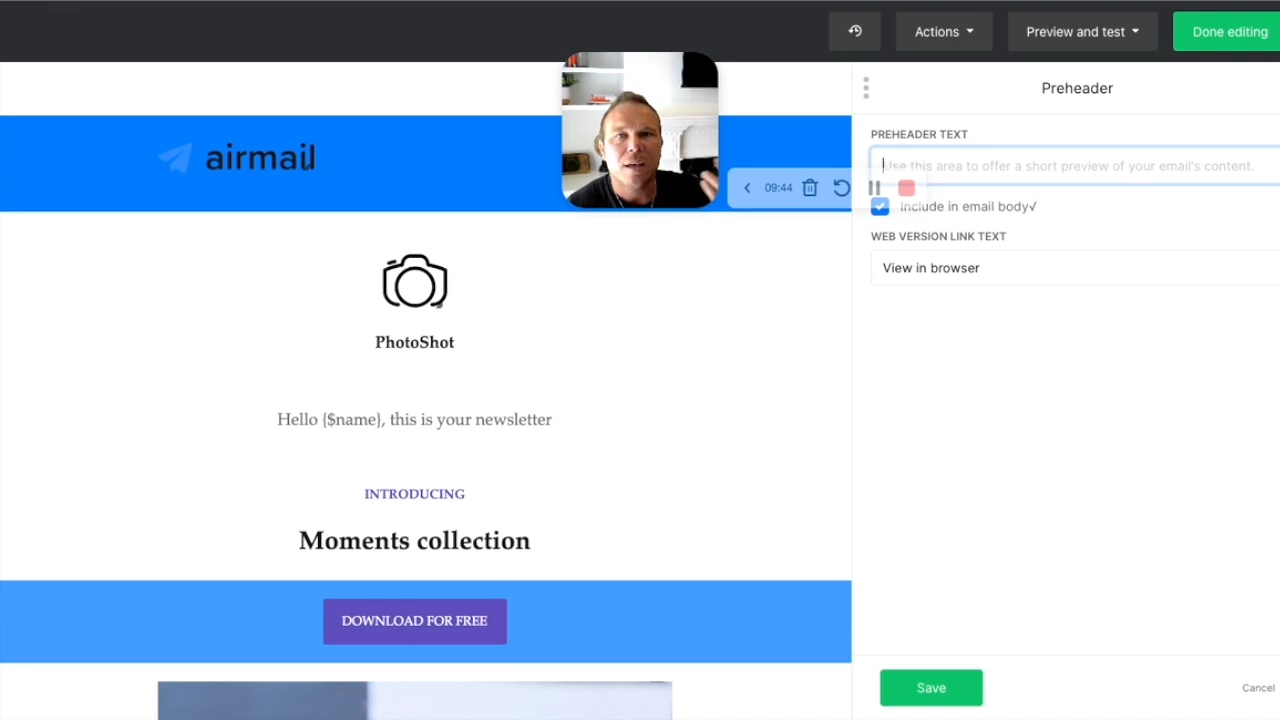 Actions
Preview and test
Done editing
Preheader
airmail
PREHEADER TEXT
Use this area to offer a short preview of your email's content.
09:44
Include in email body√
WEB VERSION LINK TEXT
View in browser
PhotoShot
Hello {$name}, this is your newsletter
INTRODUCING
Moments collection
DOWNLOAD FOR FREE
Save
Cancel